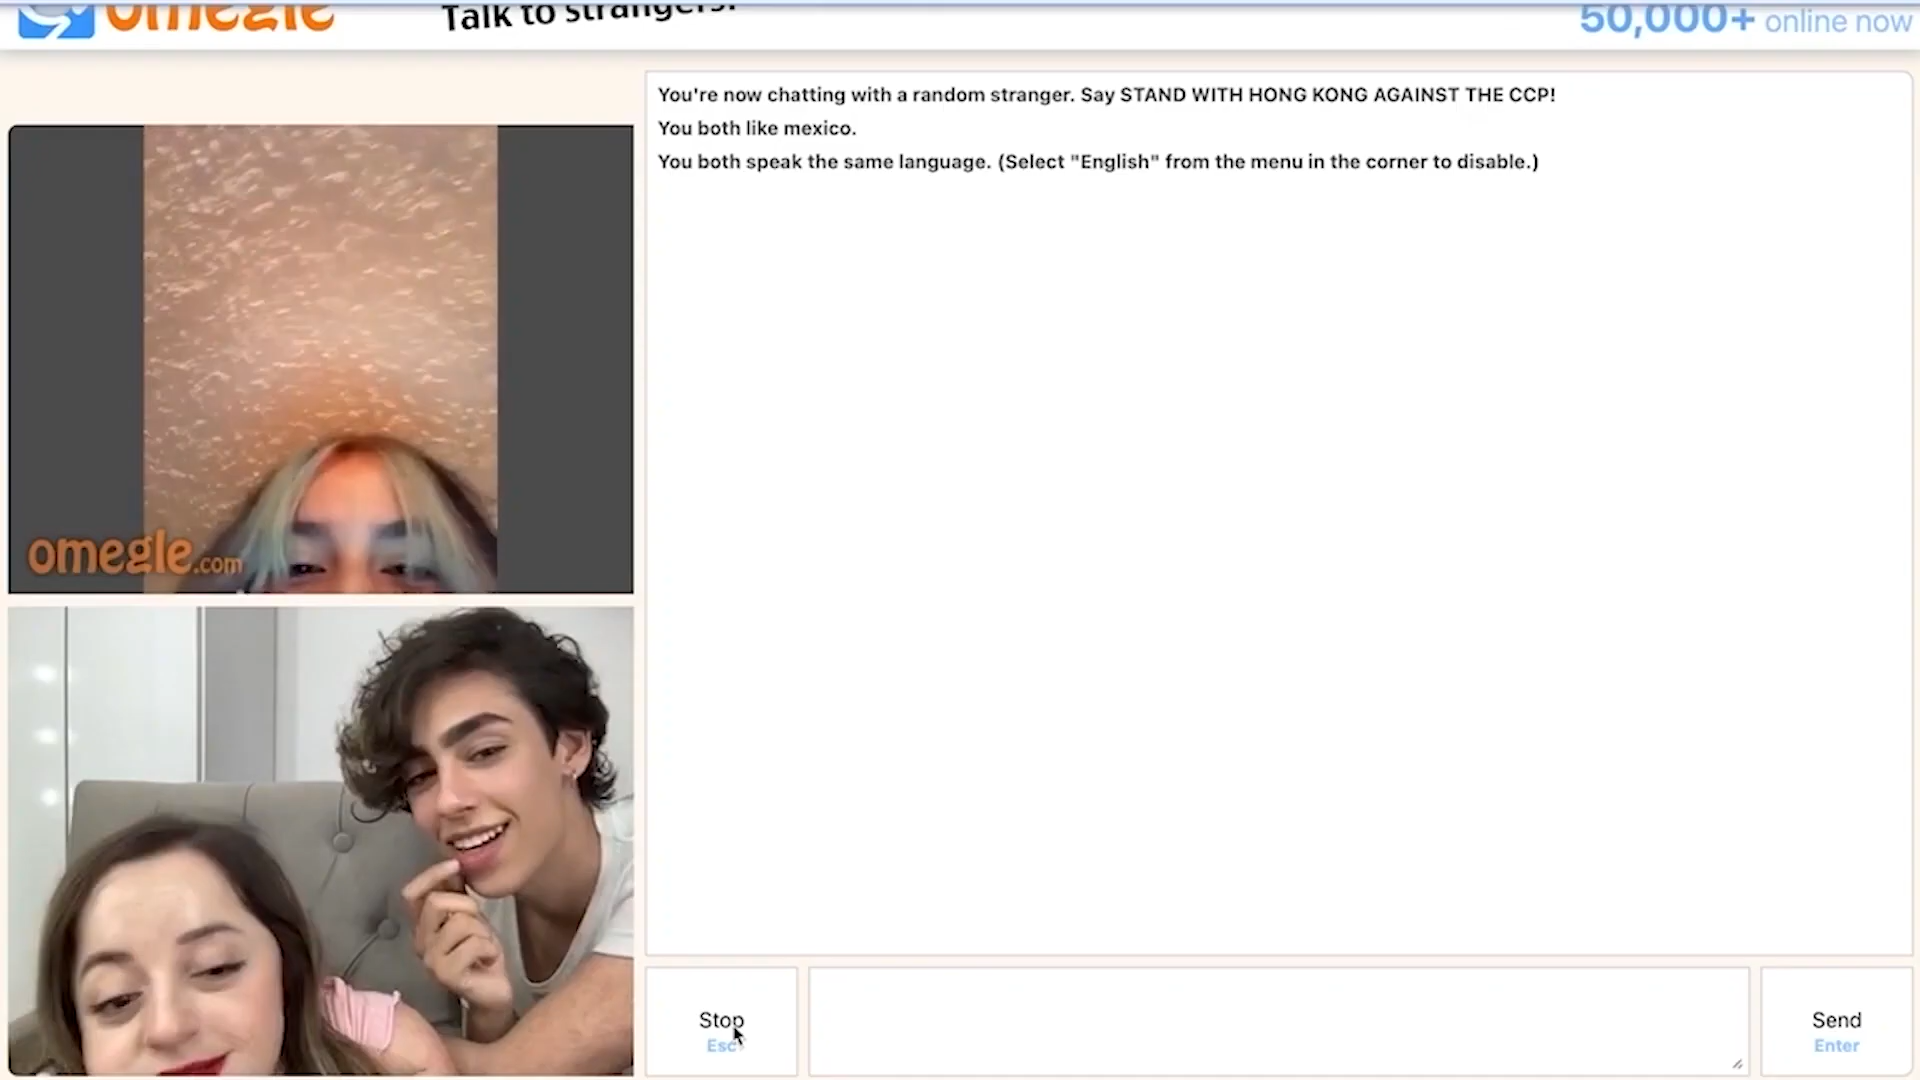 omegle
Talk to strangers!
50,000+ online now
You're now chatting with a random stranger. Say STAND WITH HONG KONG AGAINST THE CCP!
You both like mexico.
You both speak the same language. (Select "English" from the menu in the corner to disable.)
omegle.com
Stop
Esc
Send
Enter